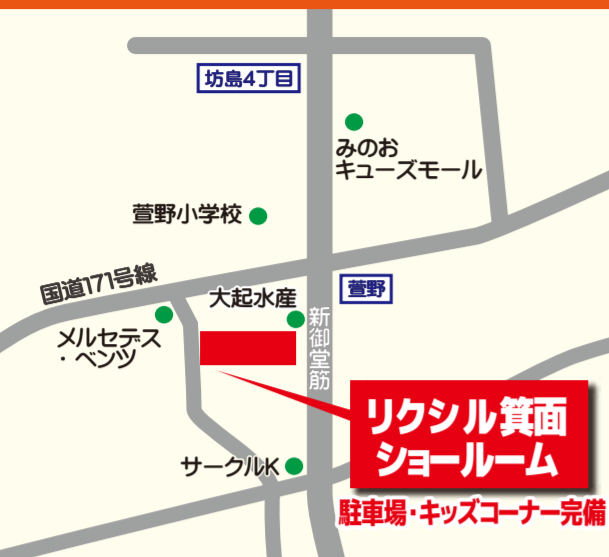 坊島4丁目
みのお
キューズモール
萱野小学校
国道171号線
萱野
大起水産
メルセデス
・ベンツ
新御堂筋
リクシル箕面
ショールーム
サークルK
駐車場・キッズコーナー完備